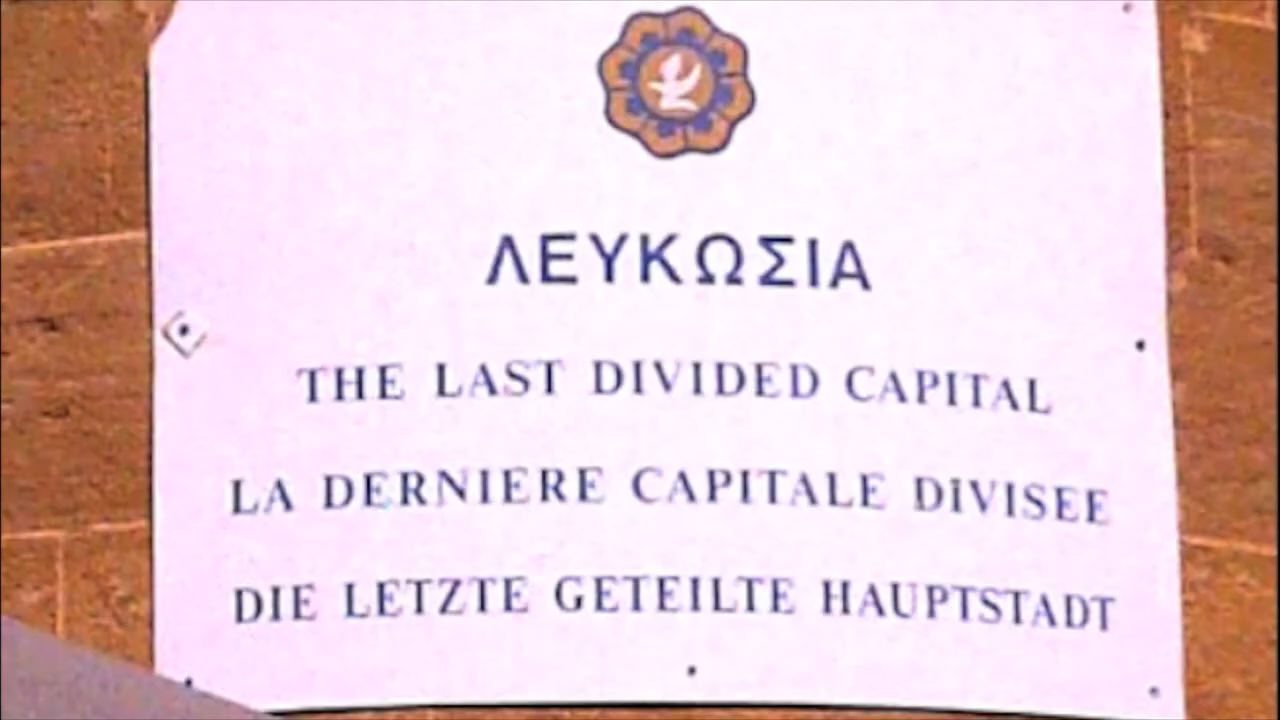 ΛΕΥΚΩΣΙΑ
THE LAST DIVIDED CAPITAL
LA DERNIERE CAPITALE DIVISEE
DIE LETZTE GETEILTE HAUPTSTADT